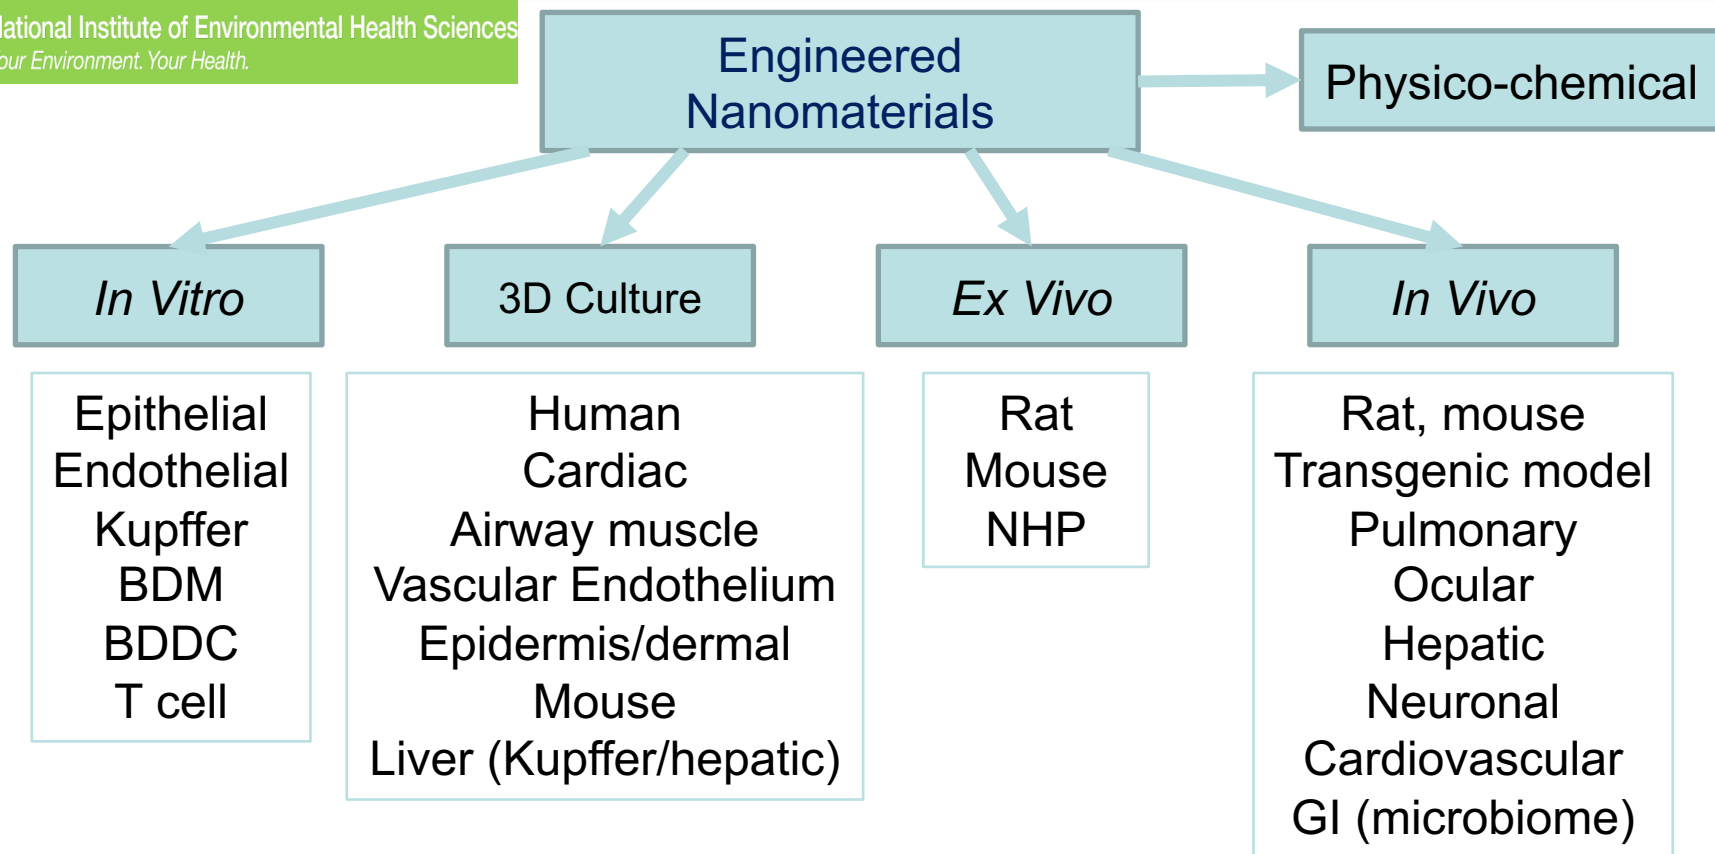 National Institute of Environmental Health Sciences
Your Environment. Your Health.
Engineered
Nanomaterials
Physico-chemical
In Vitro
3D Culture
Ex Vivo
In Vivo
Epithelial
Endothelial
Kupffer
BDM
BDDC
T cell
Human
Cardiac
Airway muscle
Vascular Endothelium
Epidermis/dermal
Mouse
Liver (Kupffer/hepatic)
Rat
Mouse
NHP
Rat, mouse
Transgenic model
Pulmonary
Ocular
Hepatic
Neuronal
Cardiovascular
GI (microbiome)